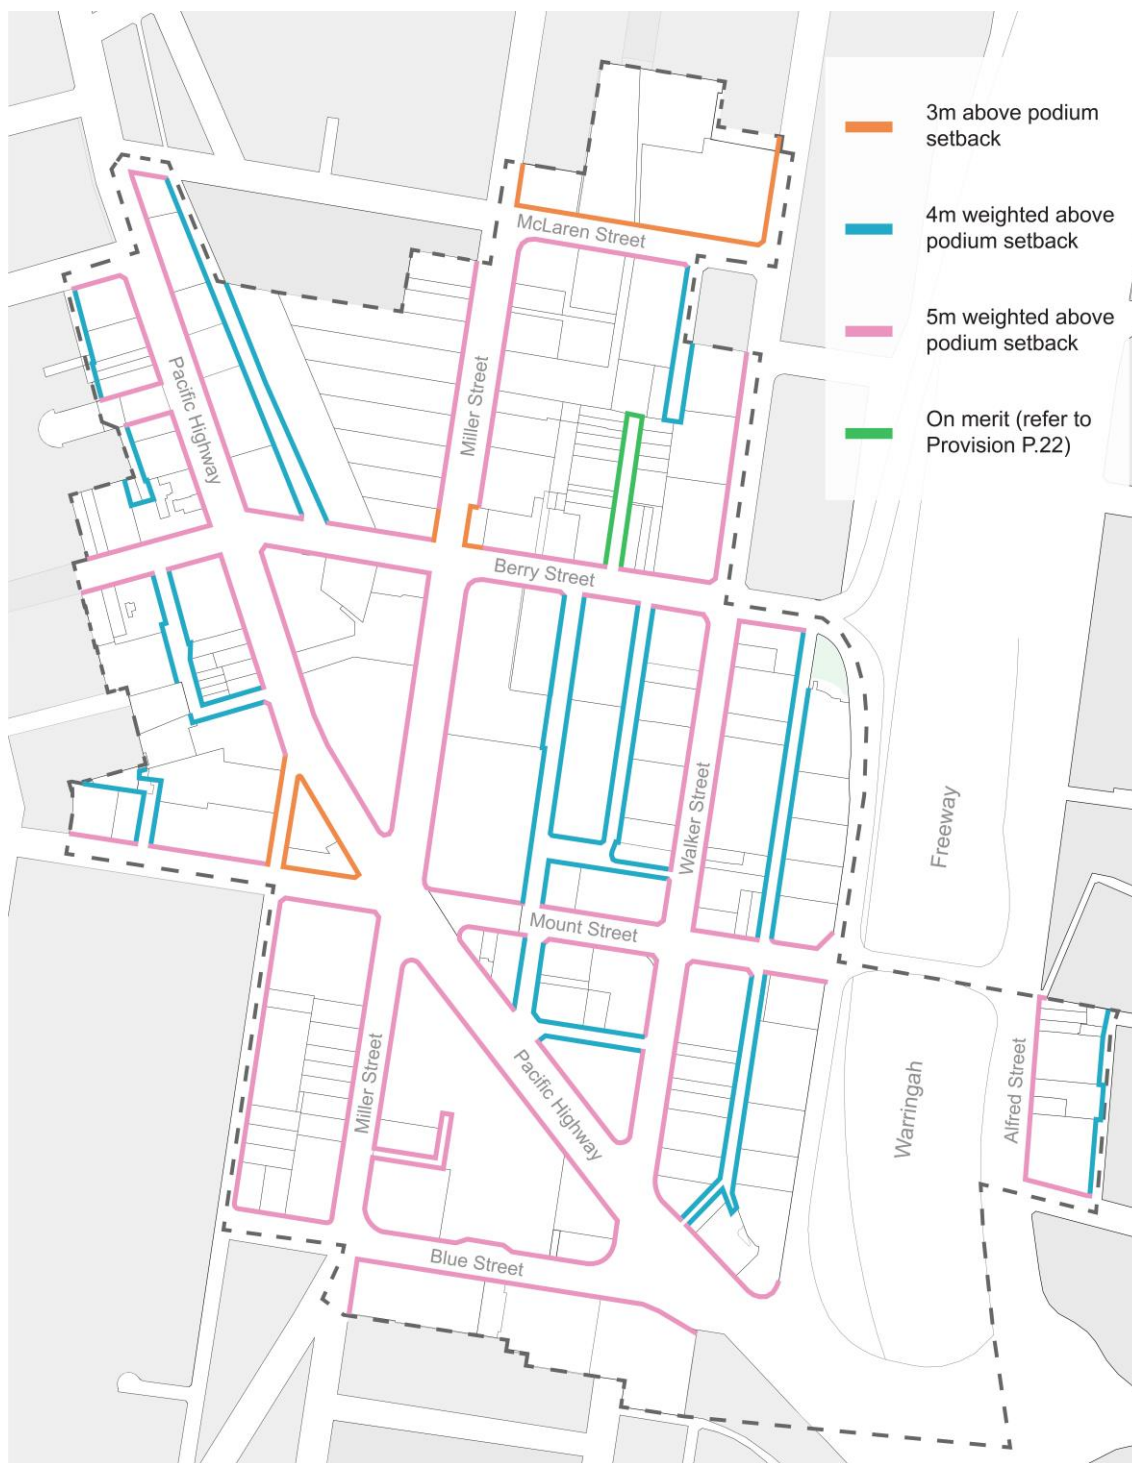 3m above podium
setback
4m weighted above
podium setback
5m weighted above
podium setback
On merit (refer to
Provision P.22)
McLaren Street
Miller Street
Pacific Highway
Berry Street
Walker Street
Freeway
Mount Street
Pacific Highway
Miller Street
Alfred Street
Warringah
Blue Street